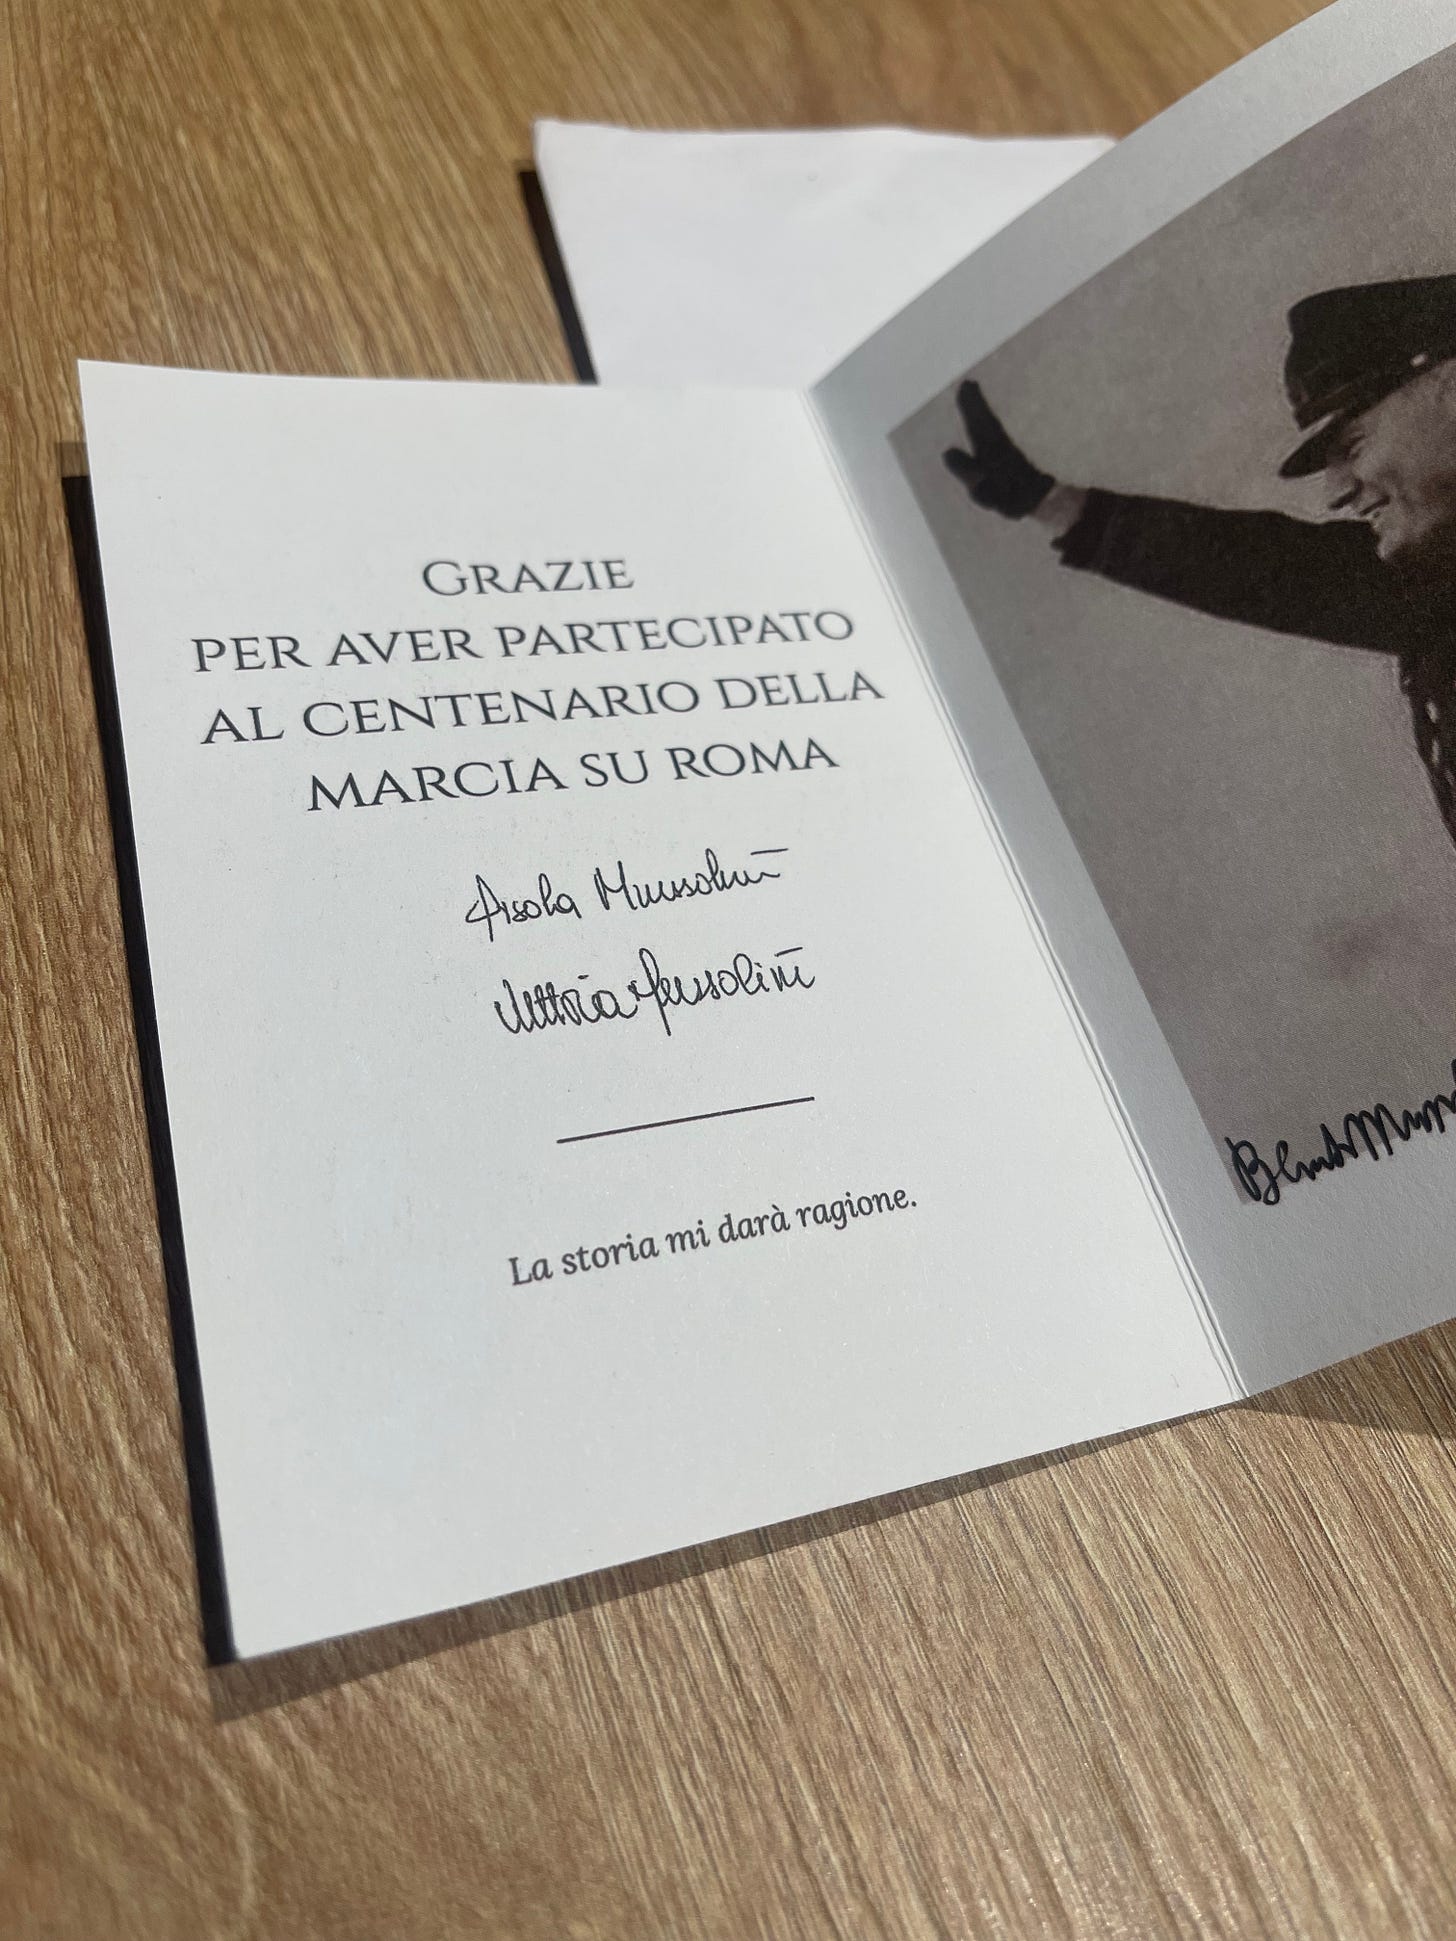 Grazie
per aver partecipato
al centenario della
marcia su Roma
Orsola Mussolini
Vittoria Mussolini
La storia mi darà ragione.